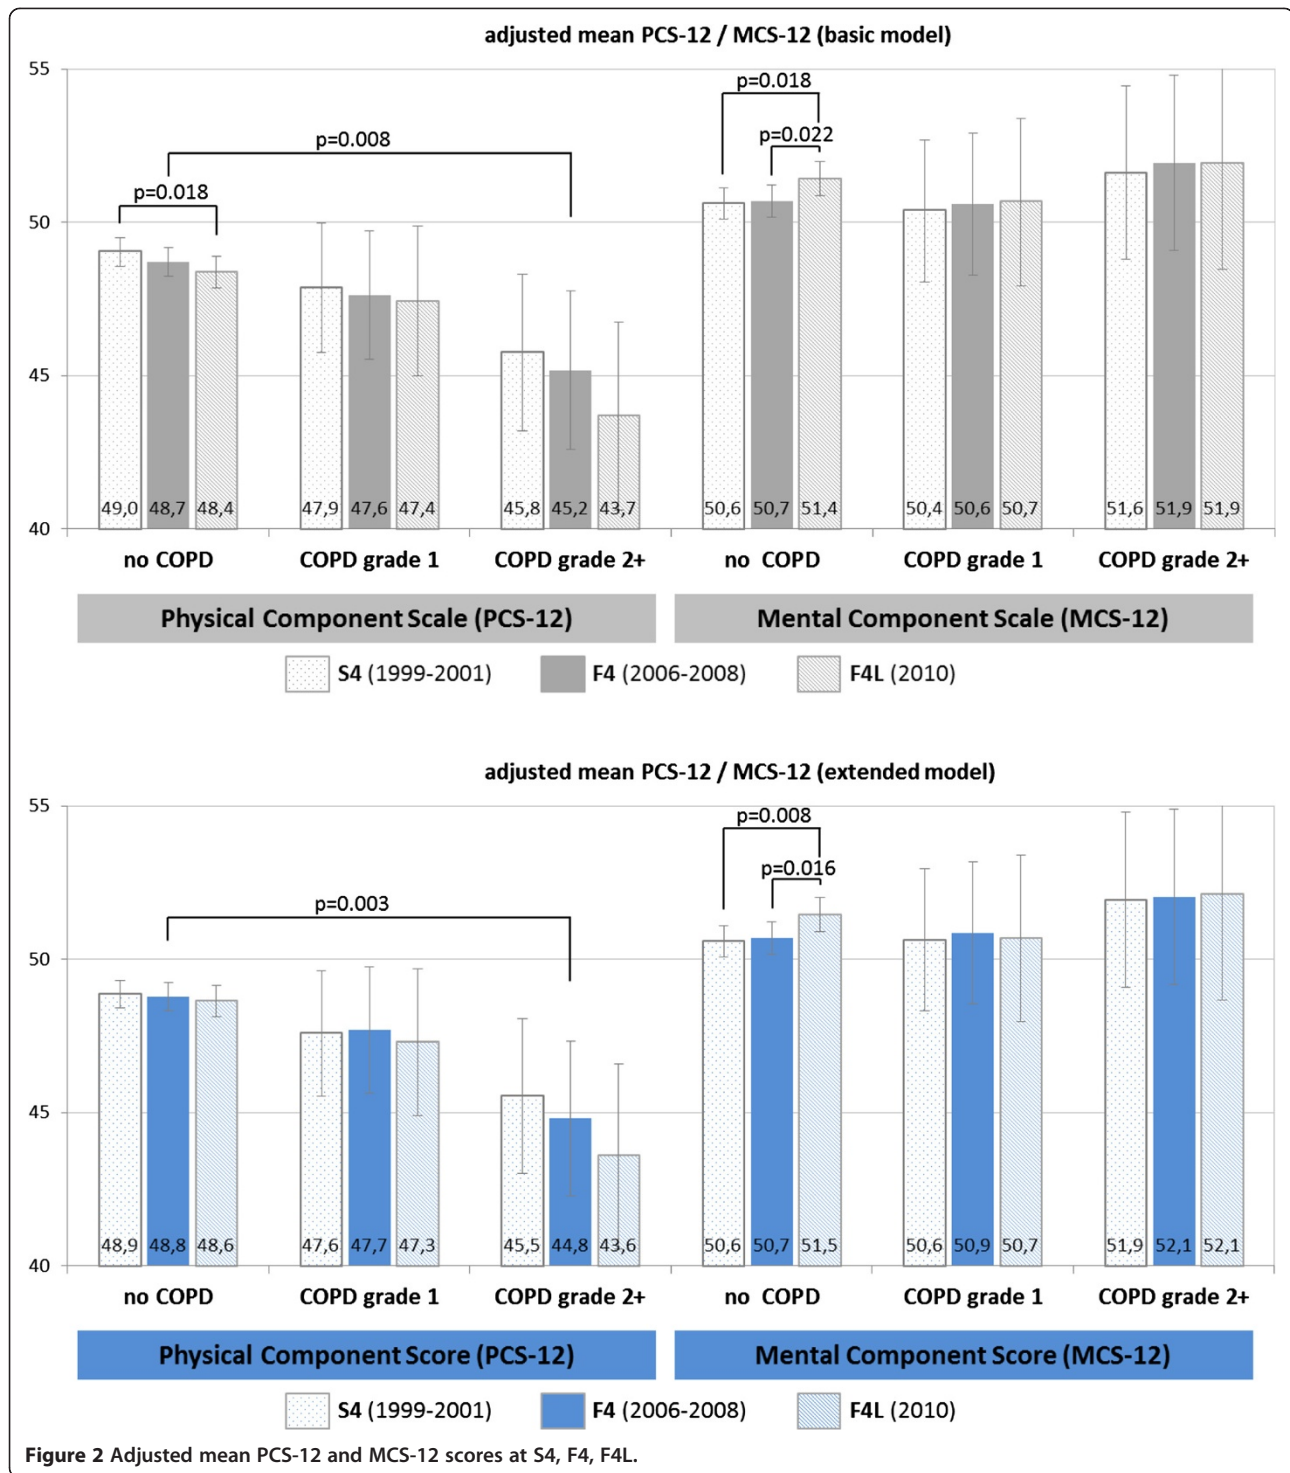 adjusted mean PCS-12 / MCS-12 (basic model)
55
p=0.018
p=0.008
p=0.022
p=0.018
50
45
49,0 48,7 48,4 47,9 47,6 47,4 45,8 45,2 43,7 50,6 50,7 51,4 50,4 50,6 50,7 51,6 51,9 51,9
40
no COPD COPD grade 1 COPD grade 2+ no COPD COPD grade 1 COPD grade 2+
Physical Component Scale (PCS-12) Mental Component Scale (MCS-12)
S4 (1999-2001) F4 (2006-2008) F4L (2010)
adjusted mean PCS-12 / MCS-12 (extended model)
55
p=0.008
p=0.016
p=0.003
50
45
48,9 48,8 48,6 47,6 47,7 47,3 45,5 44,8 43,6 50,6 50,7 51,5 50,6 50,9 50,7 51,9 52,1 52,1
40
no COPD COPD grade 1 COPD grade 2+ no COPD COPD grade 1 COPD grade 2+
Physical Component Score (PCS-12) Mental Component Score (MCS-12)
S4 (1999-2001) F4 (2006-2008) F4L (2010)
Figure 2 Adjusted mean PCS-12 and MCS-12 scores at S4, F4, F4L.